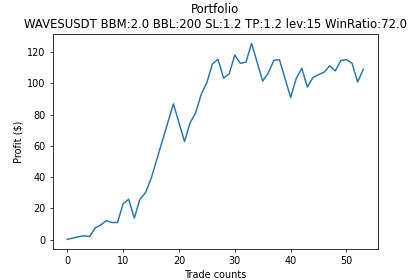 Portfolio
WAVESUSDT BBM:2.0 BBL:200 SL:1.2 TP:1.2 lev:15 WinRatio:72.0
Profit ($)
120
100
80
60
40
20
0
0 10 20 30 40 50
Trade counts